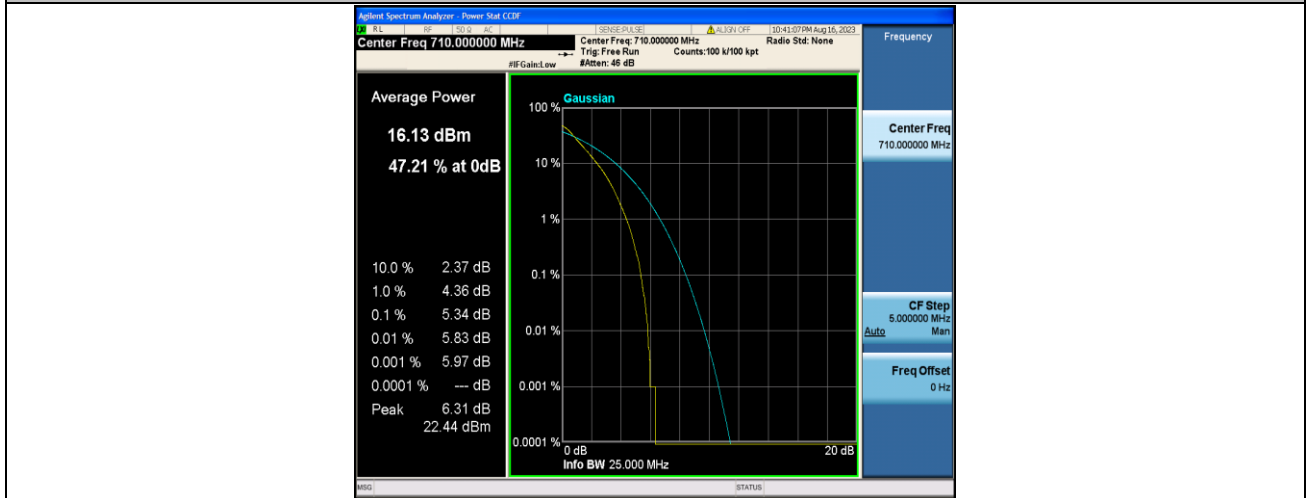 Agilent Spectrum Analyzer - Power Stat CCDF
RL RF 50 Ω AC SENSE:PULSE ALIGN OFF 10:41:07 PM Aug 16, 2023
Center Freq 710.000000 MHz
Center Freq: 710.000000 MHz Radio Std: None
Trig: Free Run Counts:100 k/100 kpt
#IFGain:Low #Atten: 46 dB
Frequency
Average Power
16.13 dBm
47.21 % at 0dB
10.0 % 2.37 dB
1.0 % 4.36 dB
0.1 % 5.34 dB
0.01 % 5.83 dB
0.001 % 5.97 dB
0.0001 % --- dB
Peak 6.31 dB
22.44 dBm
Gaussian
100 %
10 %
1 %
0.1 %
0.01 %
0.001 %
0.0001 %
0 dB 20 dB
Info BW 25.000 MHz
Center Freq
710.000000 MHz
CF Step
5.000000 MHz
Auto Man
Freq Offset
0 Hz
MSG STATUS